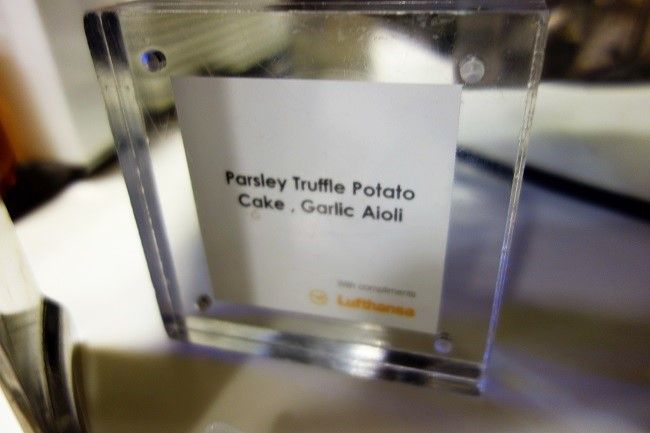 Parsley Truffle Potato
Cake , Garlic Aioli
With compliments
Lufthansa